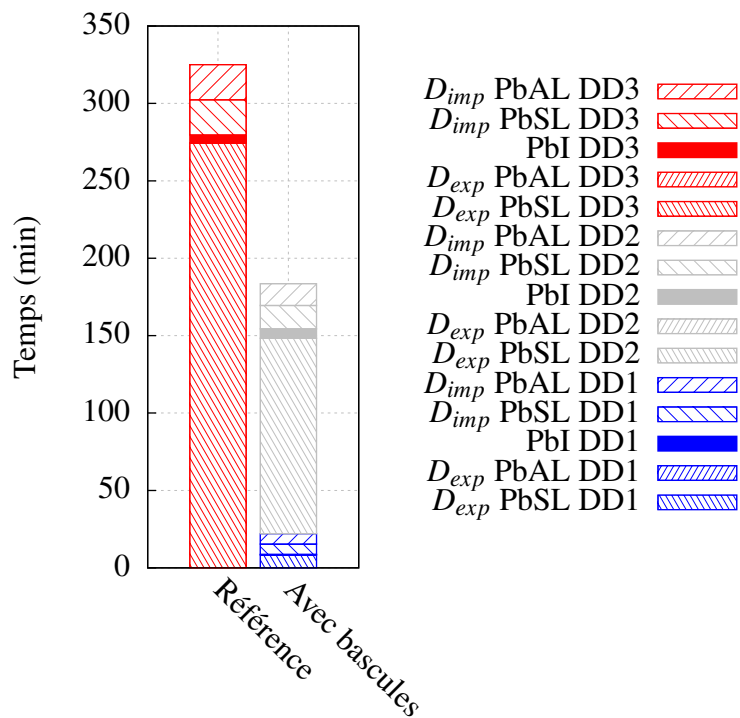 350
300
250
200
150
100
50
0
Temps (min)
Référence
Avec bascules
D_imp PbAL DD3
D_imp PbSL DD3
PbI DD3
D_exp PbAL DD3
D_exp PbSL DD3
D_imp PbAL DD2
D_imp PbSL DD2
PbI DD2
D_exp PbAL DD2
D_exp PbSL DD2
D_imp PbAL DD1
D_imp PbSL DD1
PbI DD1
D_exp PbAL DD1
D_exp PbSL DD1